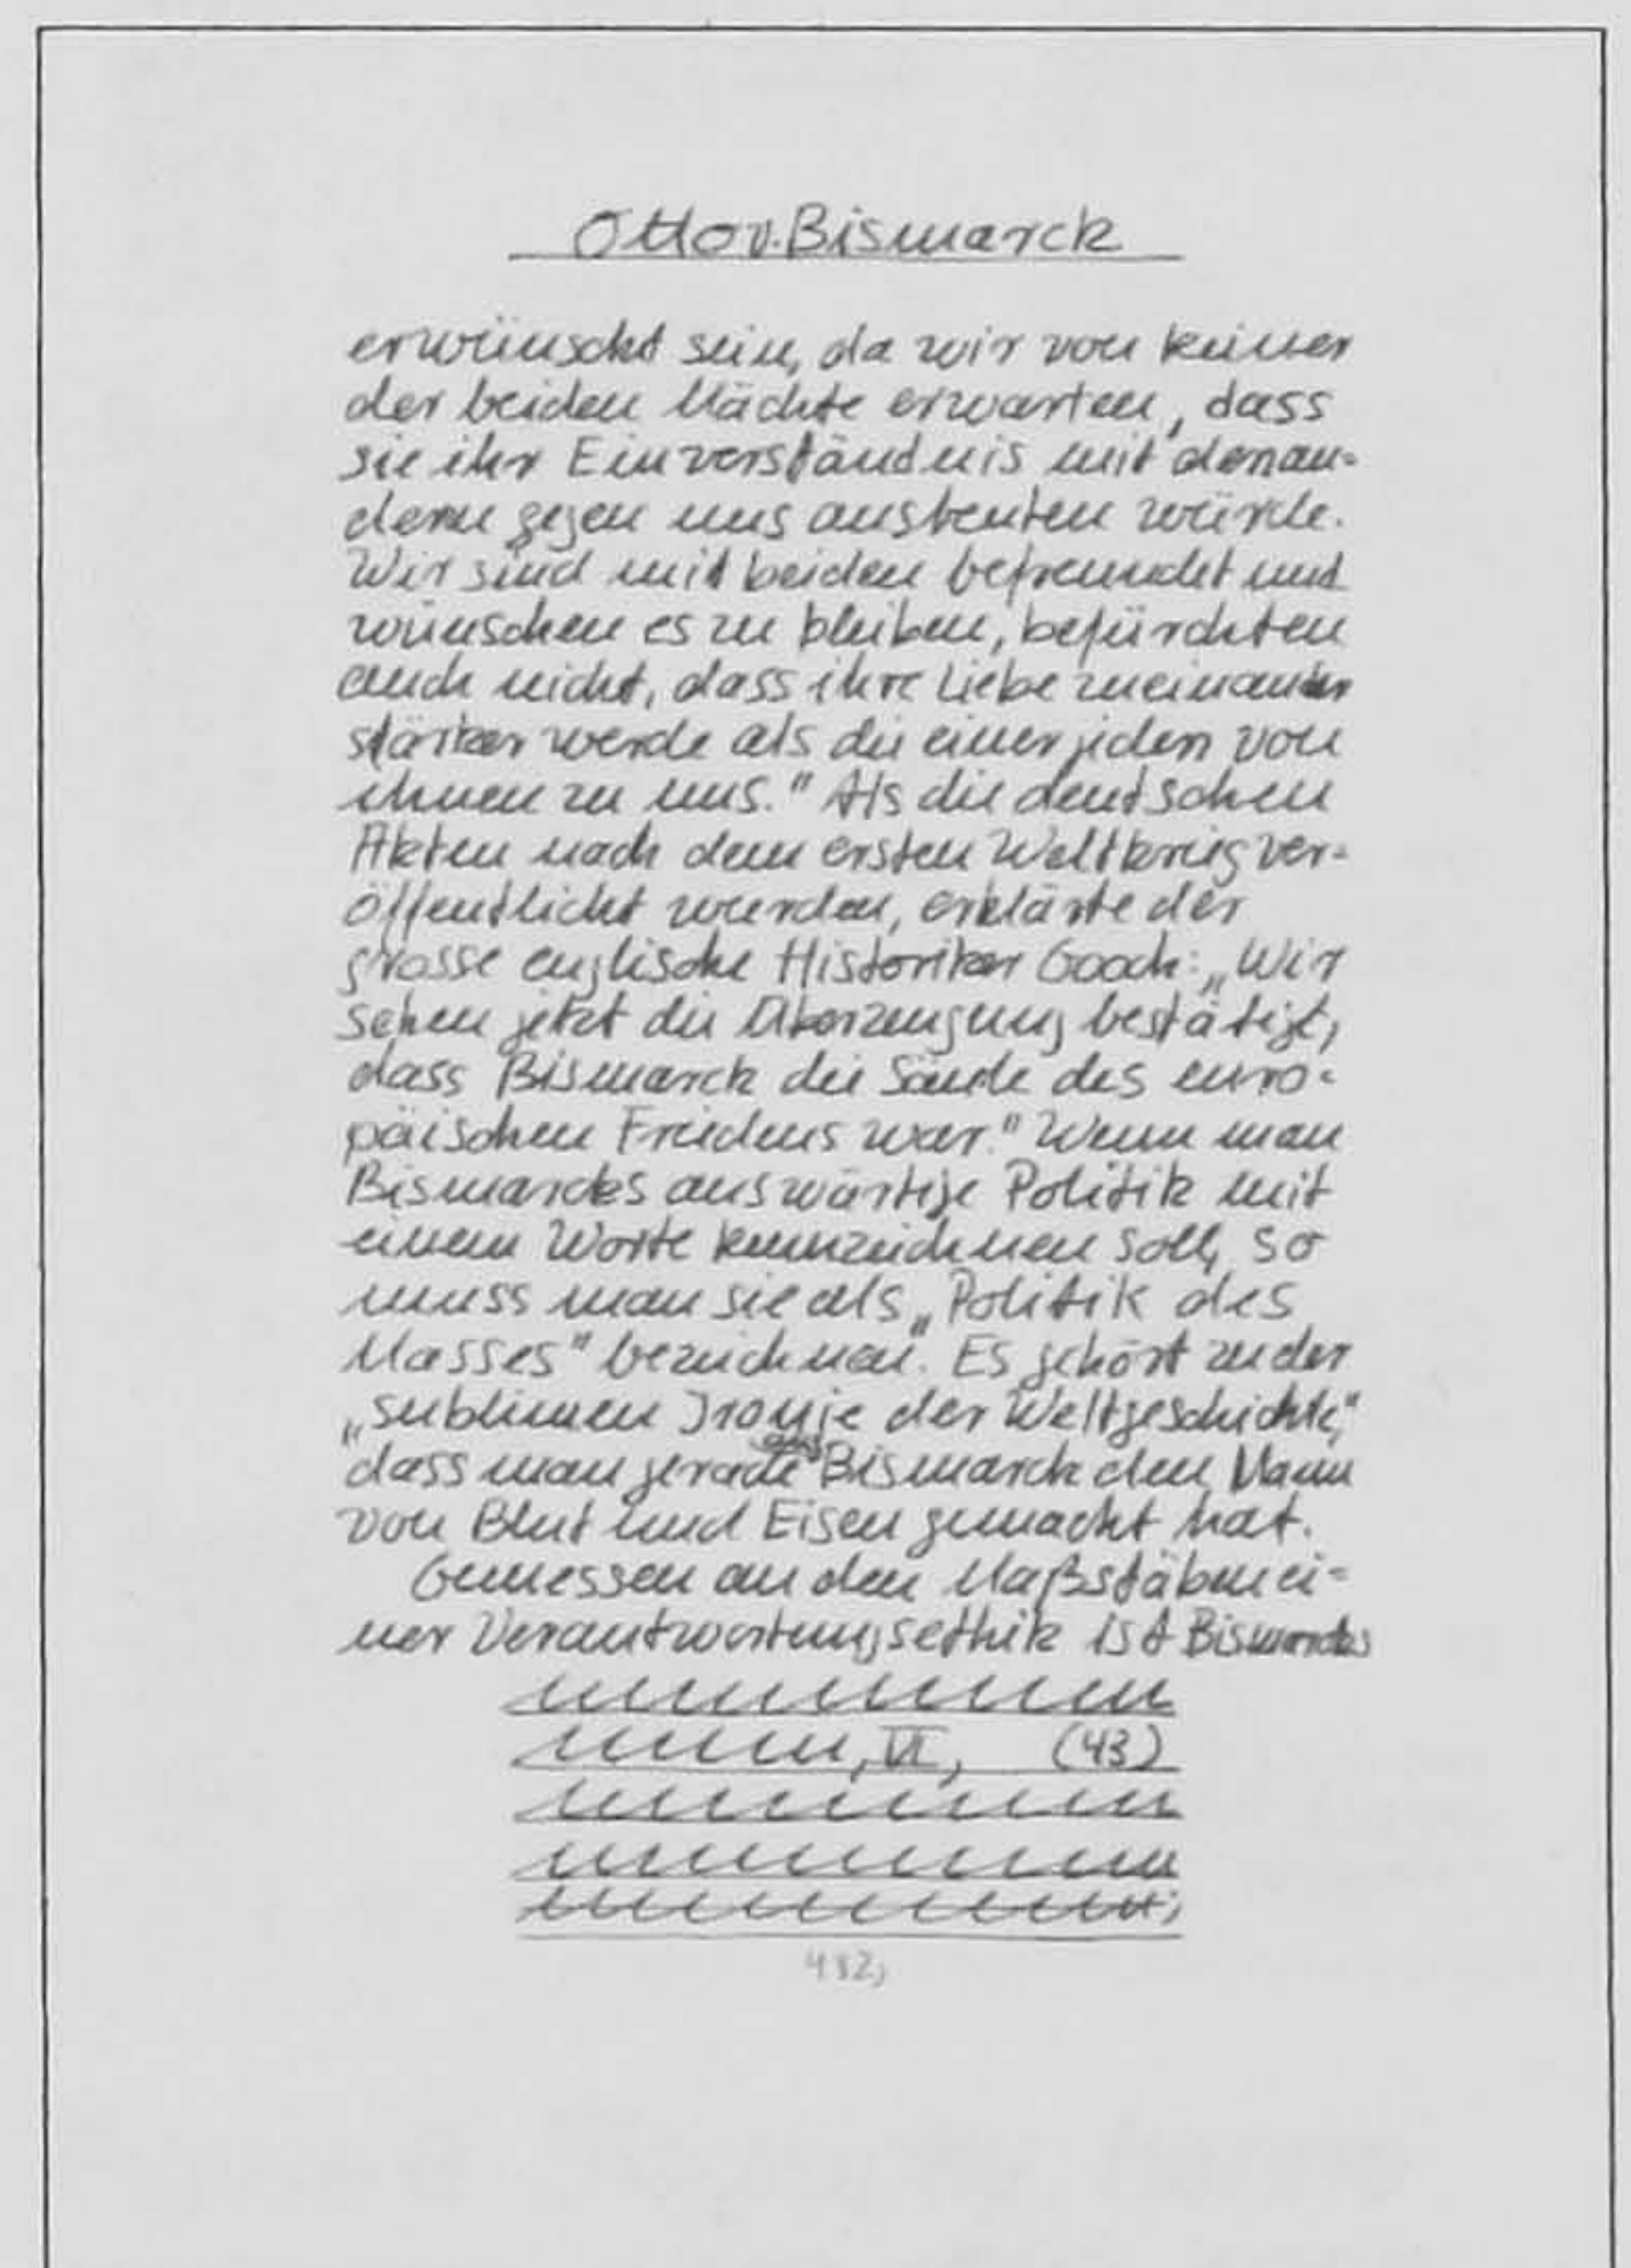 Otto v. Bismarck
erwünscht sein, da wir von keiner
der beiden Mächte erwarten, dass
sie ihr Einverständnis mit der an-
dern gegen uns ausbeuten würde.
Wir sind mit beiden befreundet und
wünschen es zu bleiben, befürchten
auch nicht, dass ihre Liebe zueinander
stärker werde als die einer jeden von
ihnen zu uns." Als die deutschen
Akten nach dem ersten Weltkrieg ver-
öffentlicht wurden, erklärte der
grosse englische Historiker Gooch: „Wir
sehen jetzt die Überzeugung bestätigt,
dass Bismarck die Säule des euro-
päischen Friedens war." Wenn man
Bismarcks auswärtige Politik mit
einem Worte kennzeichnen soll, so
muss man sie als „Politik des
Masses" bezeichnen. Es gehört zu der
„sublimen Ironie der Weltgeschichte,"
dass man gerade aus Bismarck den Mann
von Blut und Eisen gemacht hat.
Gemessen an den Maßstäben ei-
ner Verantwortungsethik ist Bismarcks
, VI, (43)